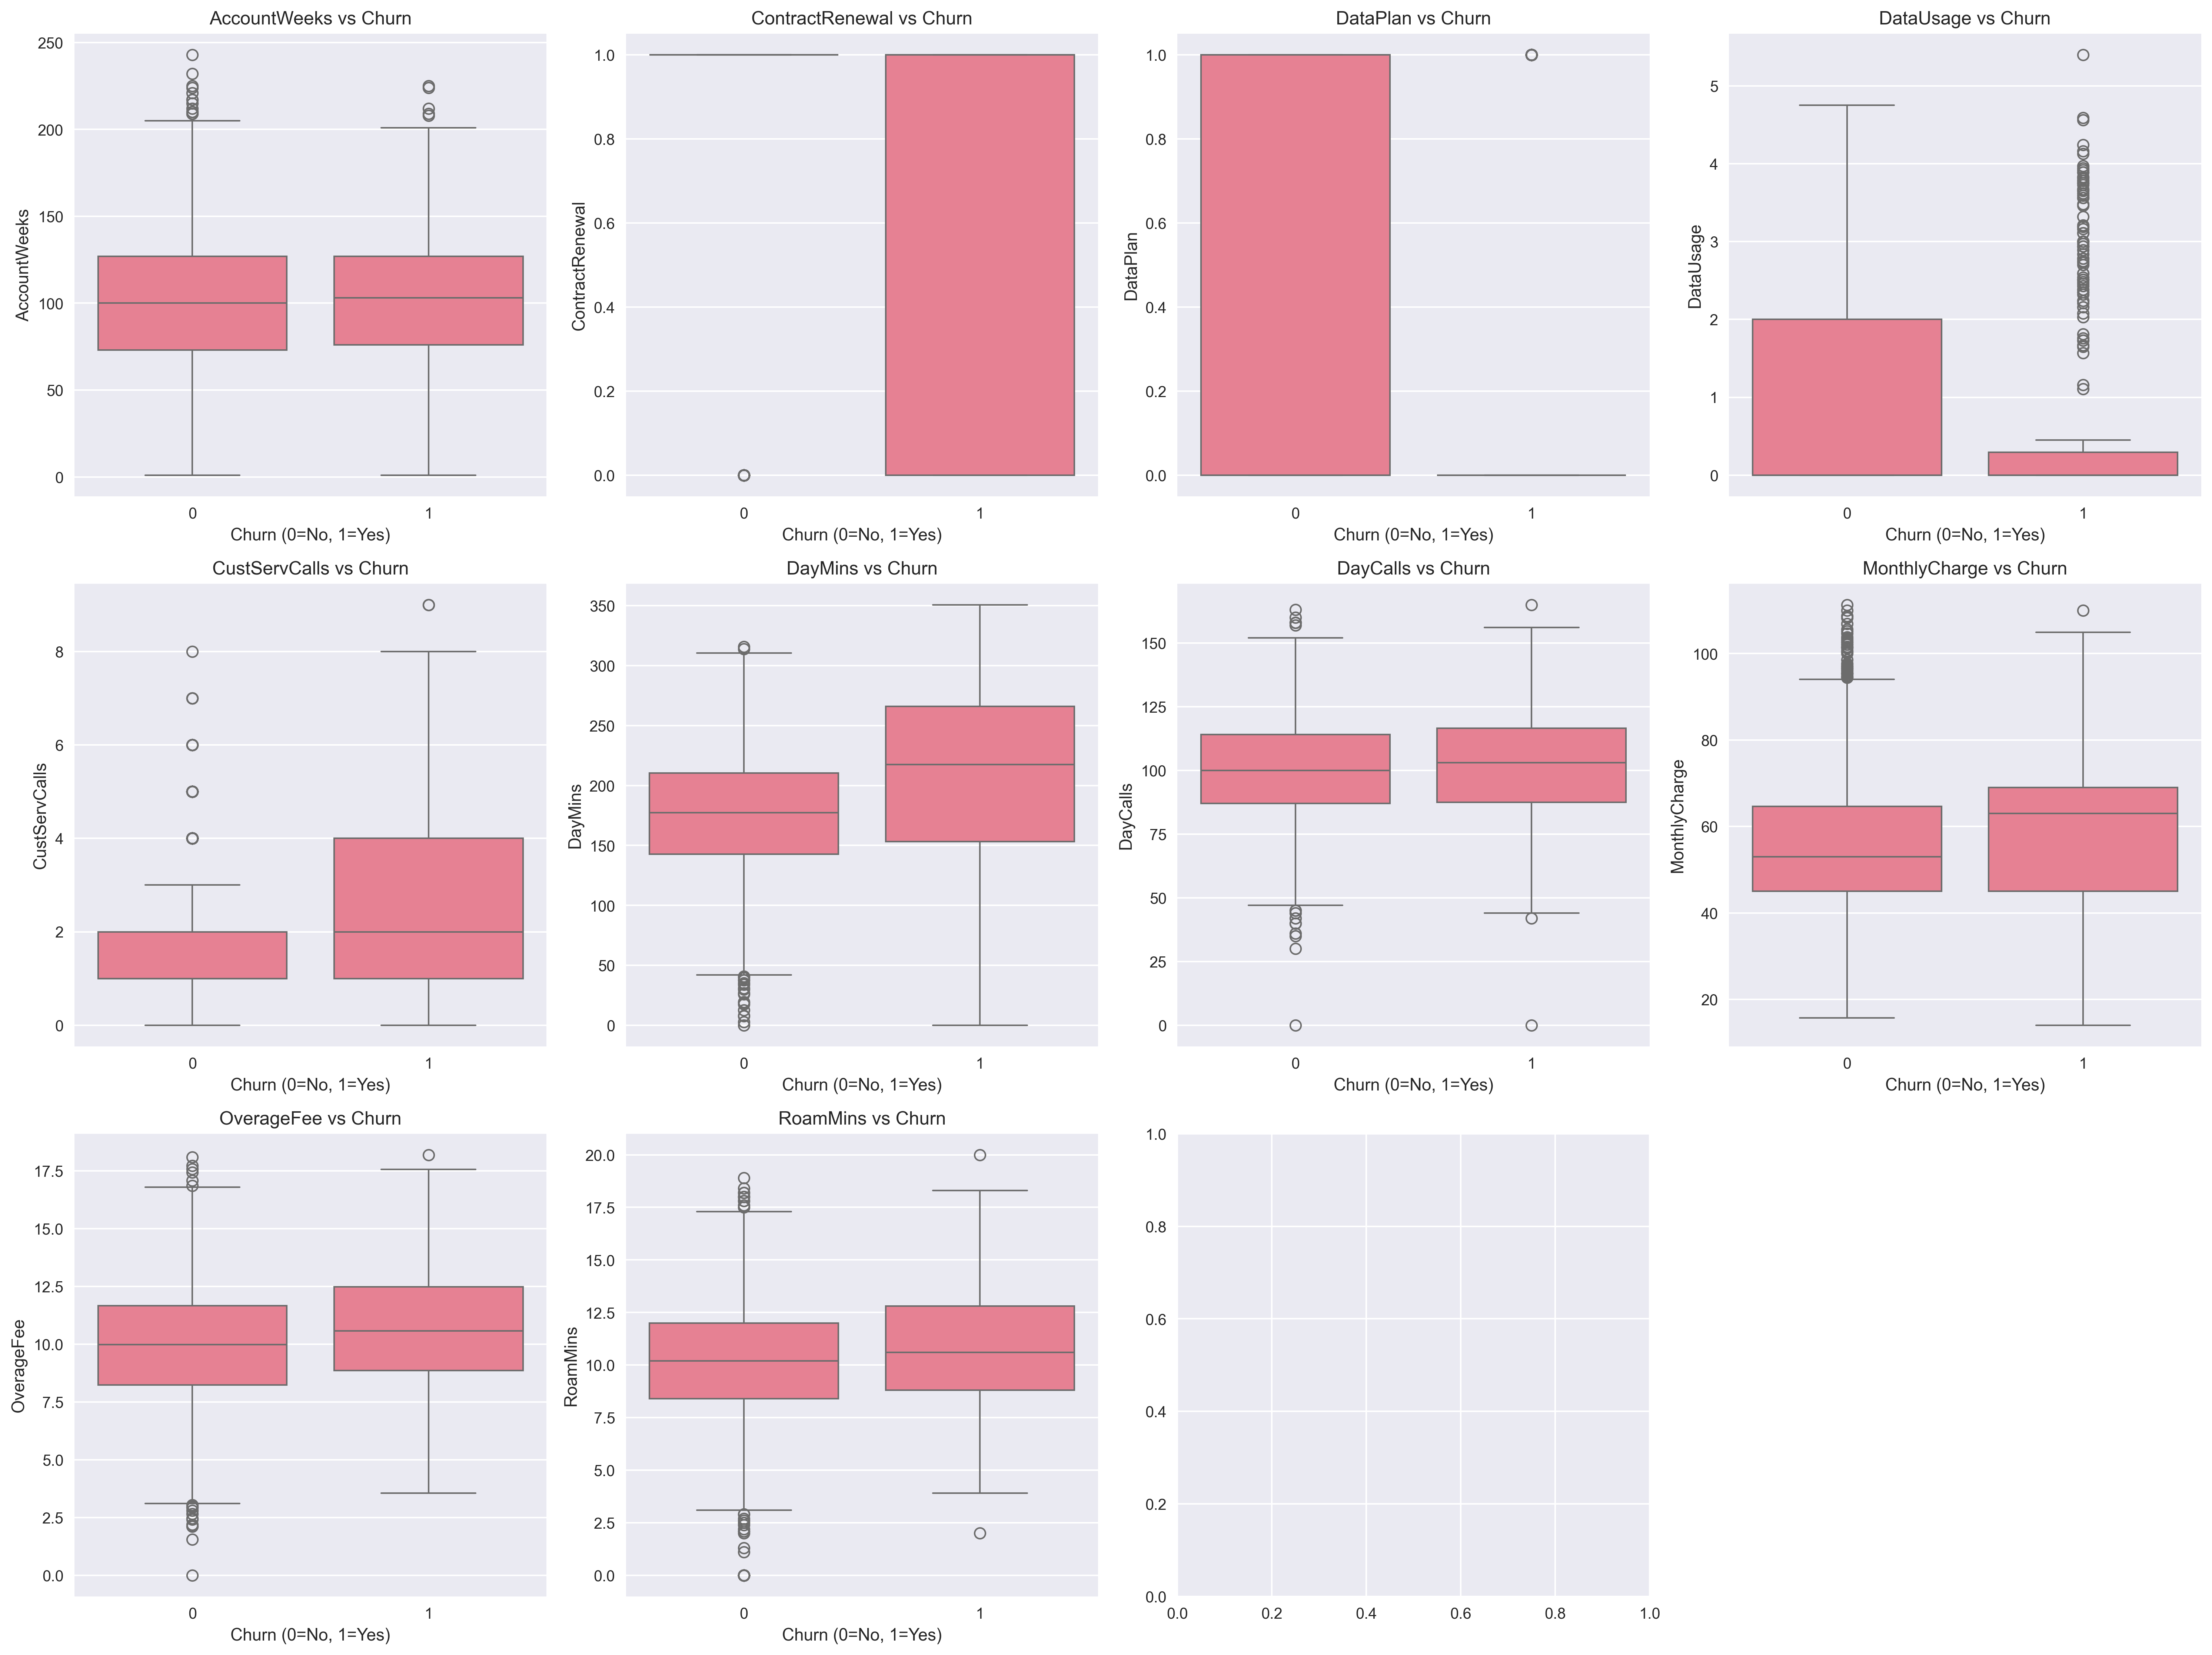 AccountWeeks vs Churn
AccountWeeks
250
200
150
100
50
0
0 1
Churn (0=No, 1=Yes)
ContractRenewal vs Churn
ContractRenewal
1.0
0.8
0.6
0.4
0.2
0.0
0 1
Churn (0=No, 1=Yes)
DataPlan vs Churn
DataPlan
1.0
0.8
0.6
0.4
0.2
0.0
0 1
Churn (0=No, 1=Yes)
DataUsage vs Churn
DataUsage
5
4
3
2
1
0
0 1
Churn (0=No, 1=Yes)
CustServCalls vs Churn
CustServCalls
8
6
4
2
0
0 1
Churn (0=No, 1=Yes)
DayMins vs Churn
DayMins
350
300
250
200
150
100
50
0
0 1
Churn (0=No, 1=Yes)
DayCalls vs Churn
DayCalls
150
125
100
75
50
25
0
0 1
Churn (0=No, 1=Yes)
MonthlyCharge vs Churn
MonthlyCharge
100
80
60
40
20
0 1
Churn (0=No, 1=Yes)
OverageFee vs Churn
OverageFee
17.5
15.0
12.5
10.0
7.5
5.0
2.5
0.0
0 1
Churn (0=No, 1=Yes)
RoamMins vs Churn
RoamMins
20.0
17.5
15.0
12.5
10.0
7.5
5.0
2.5
0.0
0 1
Churn (0=No, 1=Yes)
1.0
0.8
0.6
0.4
0.2
0.0
0.0 0.2 0.4 0.6 0.8 1.0